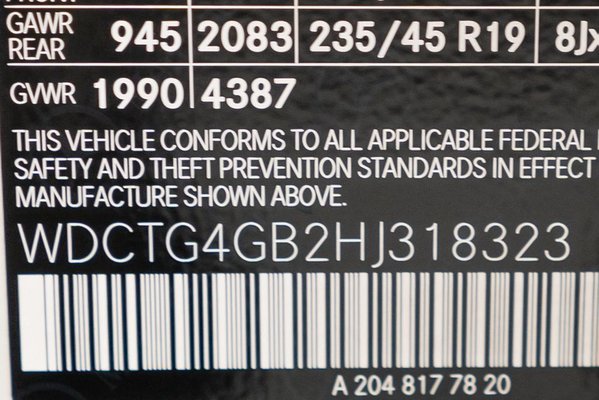 GAWR
REAR 945 2083 235/45 R19
GVWR 1990 4387
THIS VEHICLE CONFORMS TO ALL APPLICABLE FEDERAL
SAFETY AND THEFT PREVENTION STANDARDS IN EFFECT
MANUFACTURE SHOWN ABOVE.
WDCTG4GB2HJ318323
A 204 817 78 20